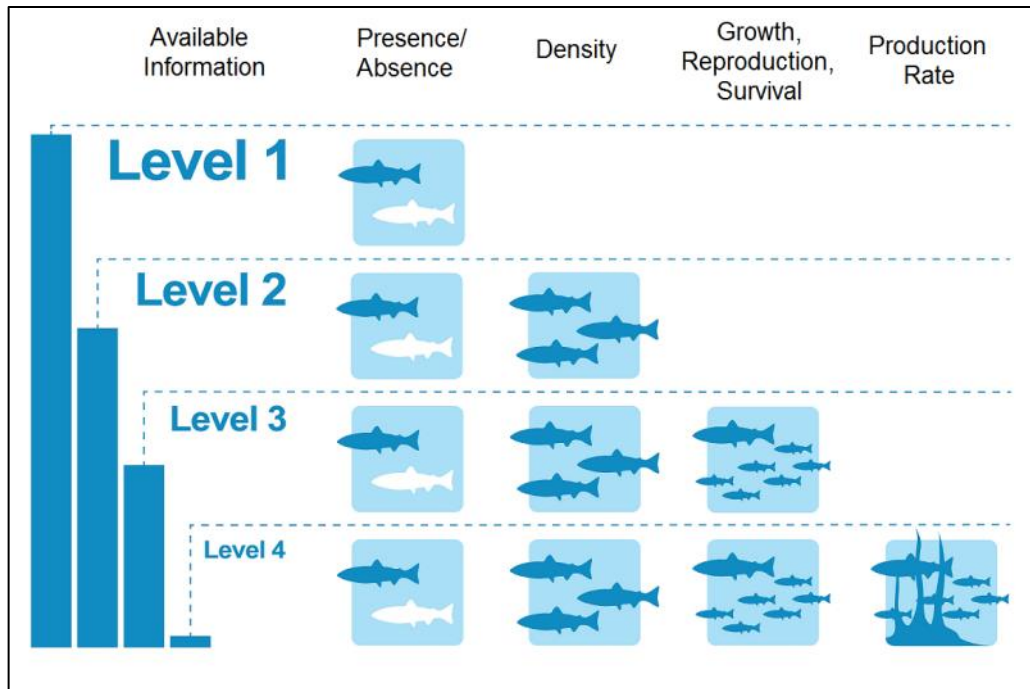 Available
Information
Presence/
Absence
Density
Growth,
Reproduction,
Survival
Production
Rate
Level 1
Level 2
Level 3
Level 4